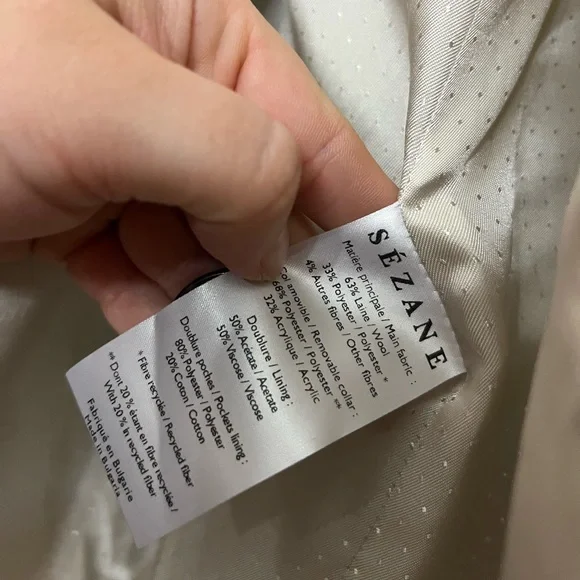 SÉZANE
Matière principale / Main fabric :
63% Laine / Wool
33% Polyester / Polyester *
4% Autres fibres / Other fibres
Col amovible / Removable collar :
68% Polyester / Polyester **
32% Acrylique / Acrylic
Doublure / Lining :
50% Acétate / Acetate
50% Viscose / Viscose
Doublure poches / Pockets lining :
80% Polyester / Polyester
20% Coton / Cotton
* Fibre recyclée / Recycled fiber
** Dont 20 % étant en fibre recyclée /
With 20 % in recycled fiber
Fabriqué en Bulgarie
Made in Bulgaria